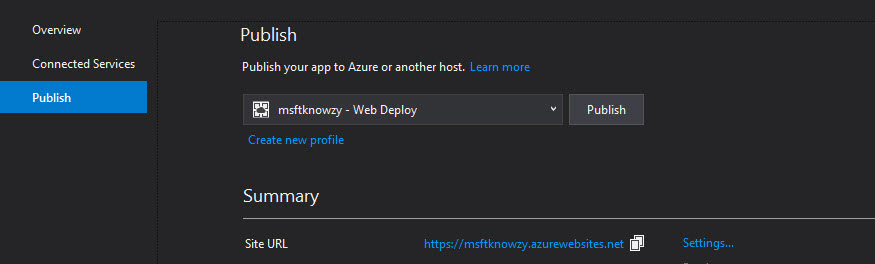 Overview
Connected Services
Publish
Publish
Publish your app to Azure or another host. Learn more
msftknowzy - Web Deploy
Publish
Create new profile
Summary
Site URL https://msftknowzy.azurewebsites.net Settings...